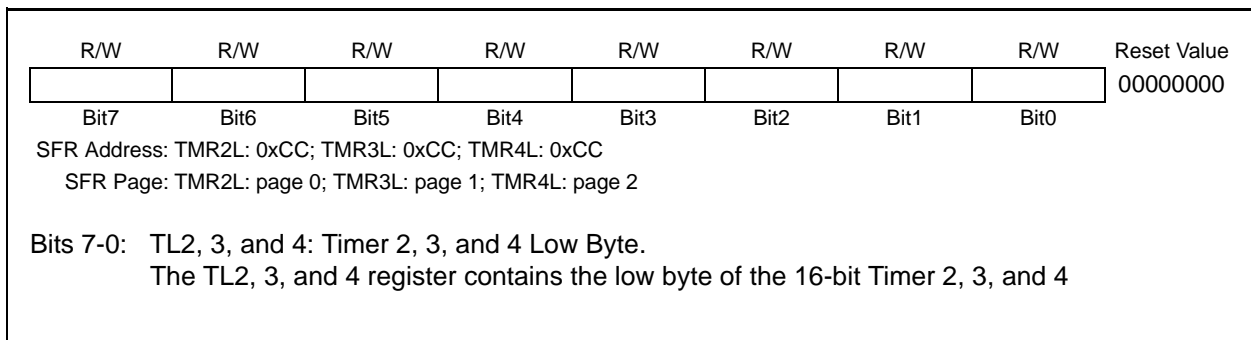 R/W R/W R/W R/W R/W R/W R/W R/W Reset Value
00000000
Bit7 Bit6 Bit5 Bit4 Bit3 Bit2 Bit1 Bit0
SFR Address: TMR2L: 0xCC; TMR3L: 0xCC; TMR4L: 0xCC
SFR Page: TMR2L: page 0; TMR3L: page 1; TMR4L: page 2
Bits 7-0: TL2, 3, and 4: Timer 2, 3, and 4 Low Byte.
The TL2, 3, and 4 register contains the low byte of the 16-bit Timer 2, 3, and 4